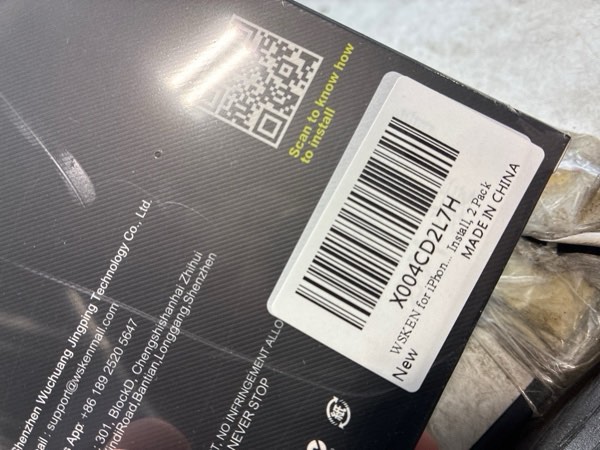 Scan to know how
to install
X004CD2L7H
WSKEN for iPhon... Install, 2 Pack
New
MADE IN CHINA
Shenzhen Wuchuang Jingping Technology Co., Ltd.
support@wskenmall.com
App: +86 189 2520 5647
301, BlockD, Chengshishanhai Zhihui
Road,Bantian,Longgang,Shenzhen
NO INFRINGEMENT
NEVER STOP